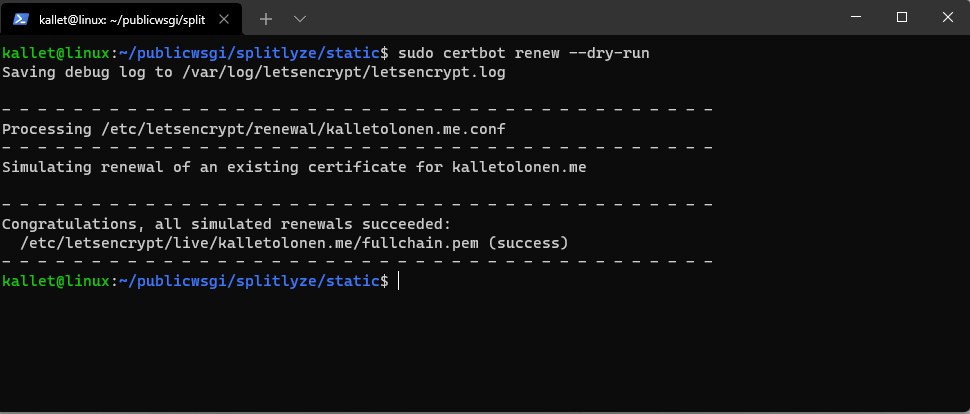 kallet@linux: ~/publicwsgi/split
kallet@linux:~/publicwsgi/splitlyze/static$ sudo certbot renew --dry-run
Saving debug log to /var/log/letsencrypt/letsencrypt.log
- - - - - - - - - - - - - - - - - - - - - - - - - - - - - - - - - - - - - - - -
Processing /etc/letsencrypt/renewal/kalletolonen.me.conf
- - - - - - - - - - - - - - - - - - - - - - - - - - - - - - - - - - - - - - - -
Simulating renewal of an existing certificate for kalletolonen.me
- - - - - - - - - - - - - - - - - - - - - - - - - - - - - - - - - - - - - - - -
Congratulations, all simulated renewals succeeded:
/etc/letsencrypt/live/kalletolonen.me/fullchain.pem (success)
- - - - - - - - - - - - - - - - - - - - - - - - - - - - - - - - - - - - - - - -
kallet@linux:~/publicwsgi/splitlyze/static$